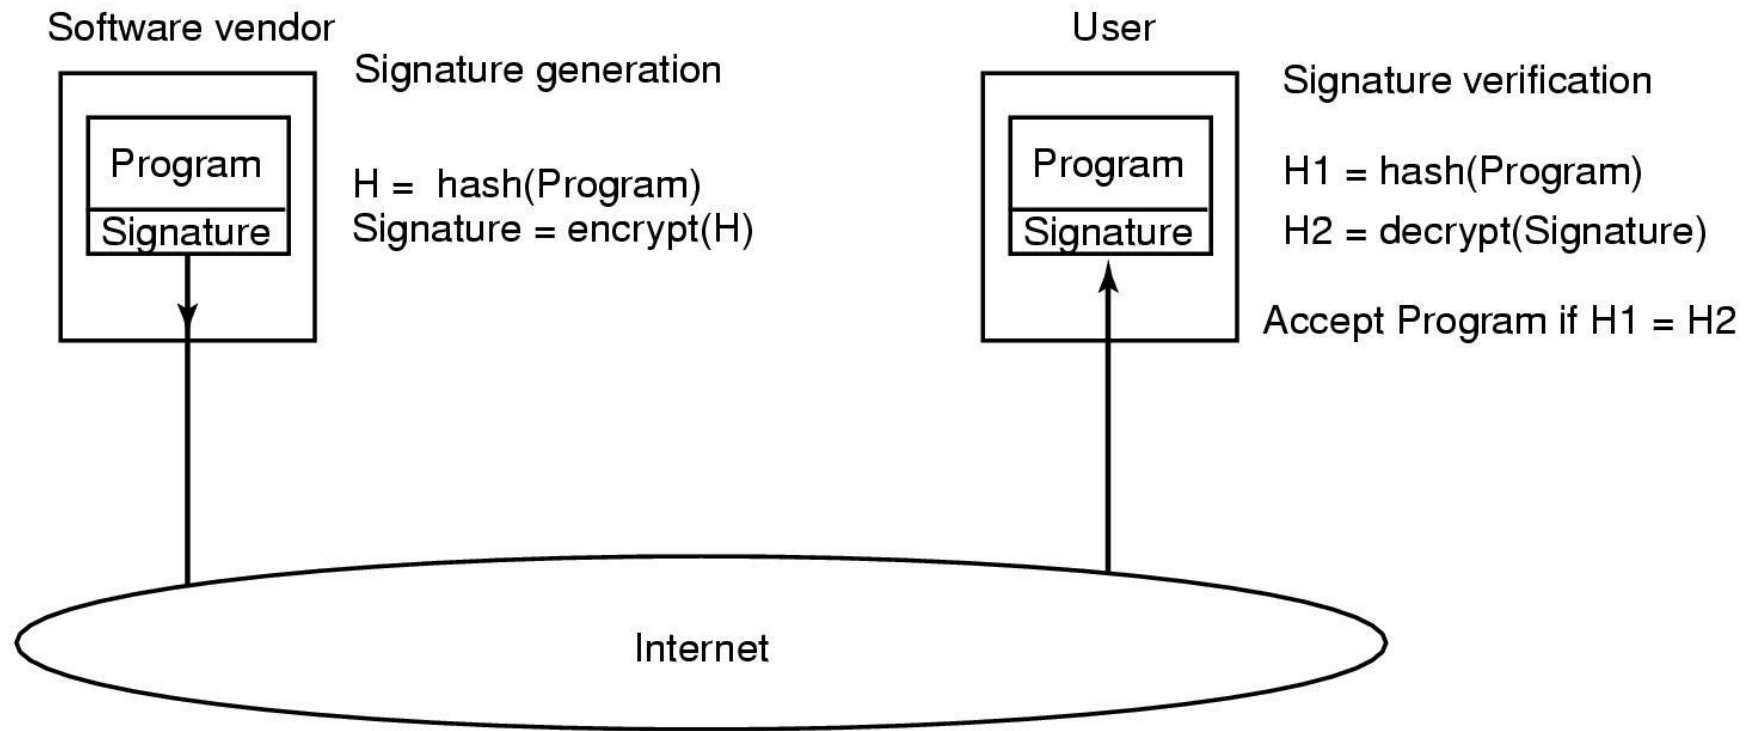 Software vendor
Signature generation
Program
Signature
H = hash(Program)
Signature = encrypt(H)
User
Signature verification
Program
Signature
H1 = hash(Program)
H2 = decrypt(Signature)
Accept Program if H1 = H2
Internet